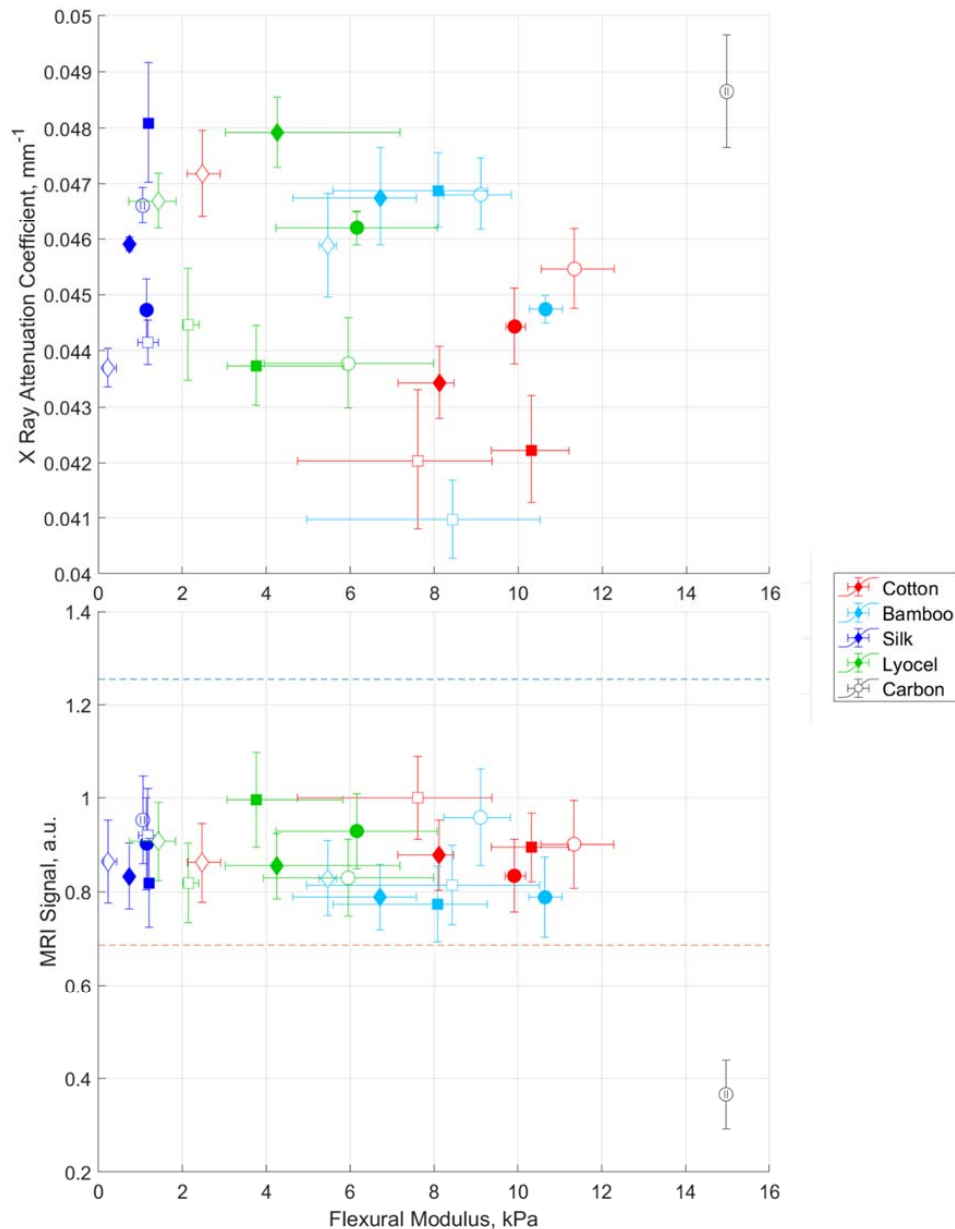 0.05
0.049
0.048
0.047
0.046
0.045
0.044
0.043
0.042
0.041
0.04
X Ray Attenuation Coefficient, mm⁻¹
0 2 4 6 8 10 12 14 16
1.4
1.2
1
0.8
0.6
0.4
0.2
MRI Signal, a.u.
0 2 4 6 8 10 12 14 16
Flexural Modulus, kPa
Cotton
Bamboo
Silk
Lyocel
Carbon